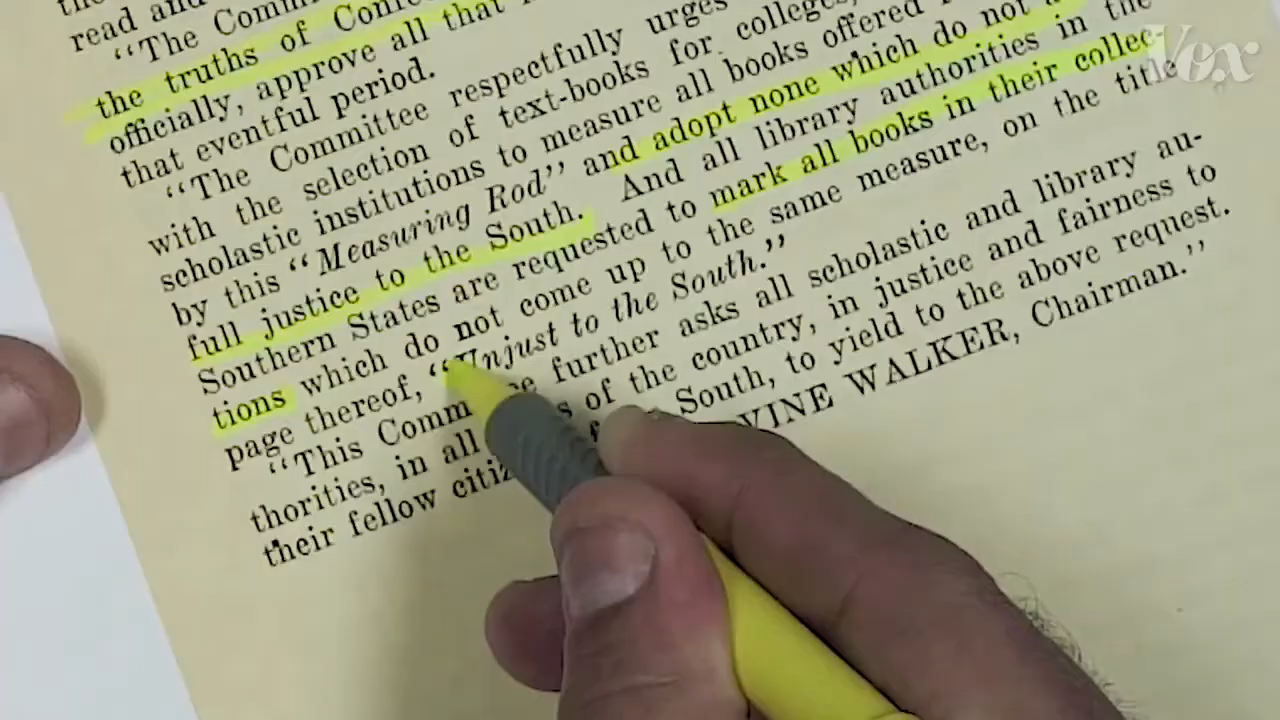 read and
“The
the truths of
officially, approve all that
that eventful period.
“The Committee respectfully urges
with the selection of text-books for colleges,
scholastic institutions to measure all books offered
by this “Measuring Rod” and adopt none which do not
full justice to the South. And all library authorities in the
Southern States are requested to mark all books in their collec-
tions which do not come up to the same measure, on the title
page thereof, “Unjust to the South.”
“This further asks all scholastic and library au-
thorities, in all of the country, in justice and fairness to
their fellow South, to yield to the above request.
WALKER, Chairman.”
Vox